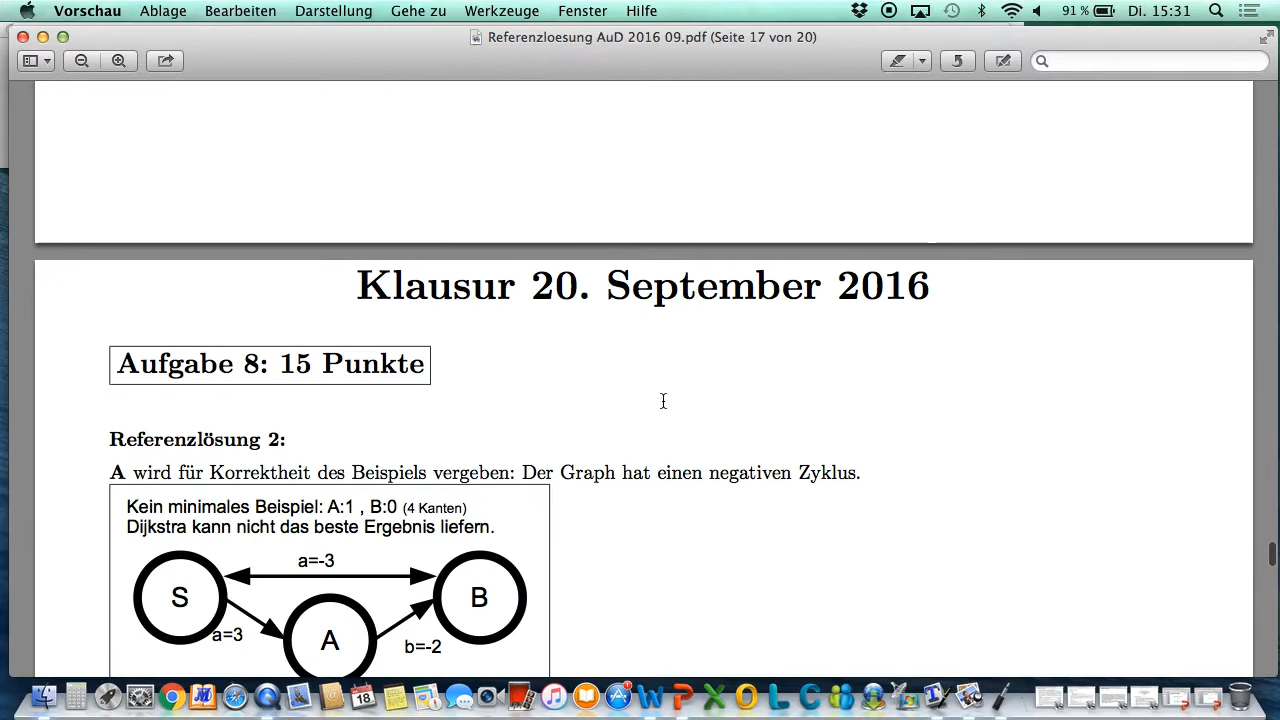 Vorschau Ablage Bearbeiten Darstellung Gehe zu Werkzeuge Fenster Hilfe 91 % Di. 15:31
Referenzloesung AuD 2016 09.pdf (Seite 17 von 20)
Klausur 20. September 2016
Aufgabe 8: 15 Punkte
Referenzlösung 2:
A wird für Korrektheit des Beispiels vergeben: Der Graph hat einen negativen Zyklus.
Kein minimales Beispiel: A:1 , B:0 (4 Kanten)
Dijkstra kann nicht das beste Ergebnis liefern.
a=-3
S
B
a=3
A
b=-2
18